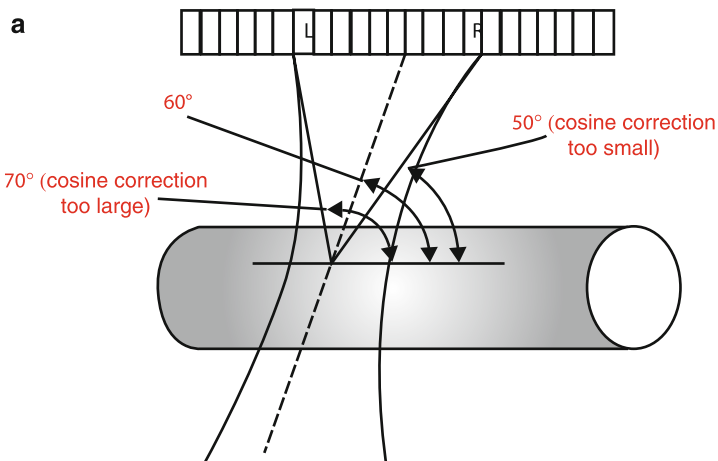 a
L
R
60°
50° (cosine correction
too small)
70° (cosine correction
too large)